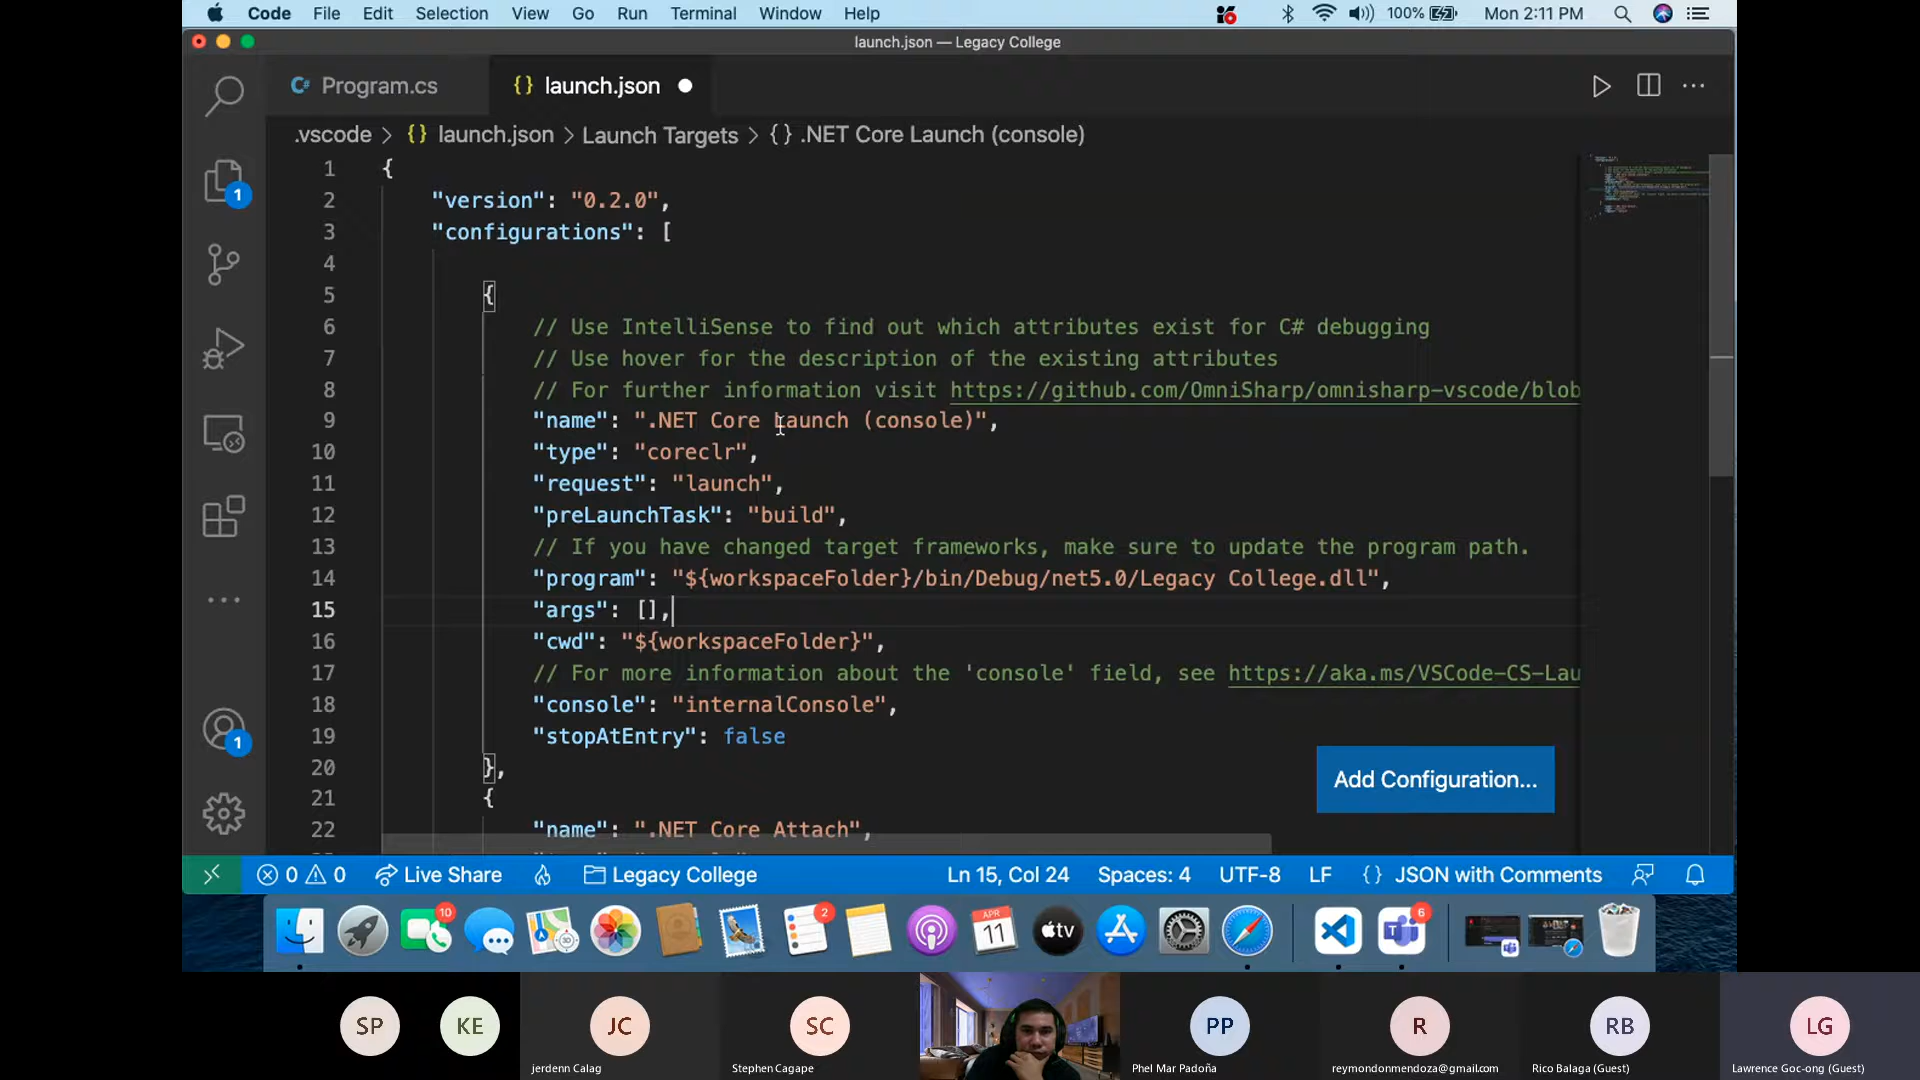 Code File Edit Selection View Go Run Terminal Window Help 100% Mon 2:11 PM
launch.json — Legacy College
Program.cs {} launch.json
.vscode > {} launch.json > Launch Targets > {} .NET Core Launch (console)
1 {
2 "version": "0.2.0",
3 "configurations": [
4
5 {
6 // Use IntelliSense to find out which attributes exist for C# debugging
7 // Use hover for the description of the existing attributes
8 // For further information visit https://github.com/OmniSharp/omnisharp-vscode/blob
9 "name": ".NET Core Launch (console)",
10 "type": "coreclr",
11 "request": "launch",
12 "preLaunchTask": "build",
13 // If you have changed target frameworks, make sure to update the program path.
14 "program": "${workspaceFolder}/bin/Debug/net5.0/Legacy College.dll",
15 "args": [],
16 "cwd": "${workspaceFolder}",
17 // For more information about the 'console' field, see https://aka.ms/VSCode-CS-Lau
18 "console": "internalConsole",
19 "stopAtEntry": false
20 },
21 {
22 "name": ".NET Core Attach",
1
1
Add Configuration...
0 0 Live Share Legacy College Ln 15, Col 24 Spaces: 4 UTF-8 LF {} JSON with Comments
10 2 APR 11 tv 6
SP KE JC SC PP R RB LG
jerdenn Calag Stephen Cagape Phel Mar Padoña reymondonmendoza@gmail.com Rico Balaga (Guest) Lawrence Goc-ong (Guest)